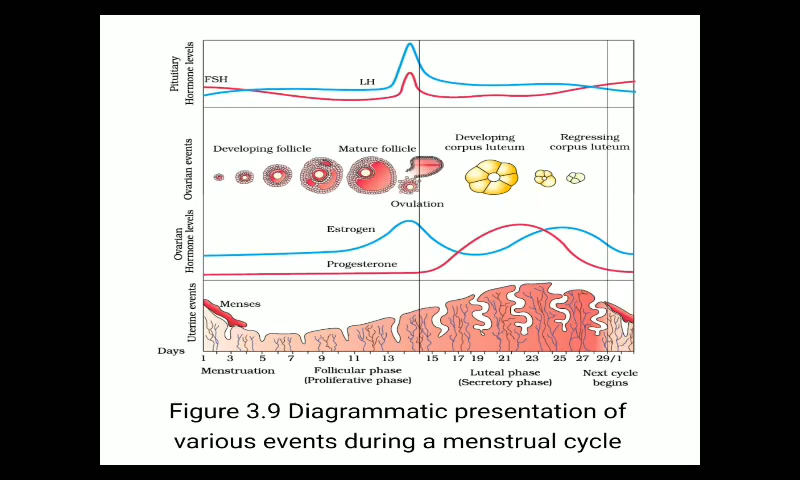 Pituitary
Hormone levels
FSH
LH
Ovarian events
Developing follicle
Mature follicle
Developing
corpus luteum
Regressing
corpus luteum
Ovulation
Ovarian
Hormone levels
Estrogen
Progesterone
Uterine events
Menses
Days
1 3 5 7 9 11 13 15 17 19 21 23 25 27 29/1
Menstruation
Follicular phase
(Proliferative phase)
Luteal phase
(Secretory phase)
Next cycle
begins
Figure 3.9 Diagrammatic presentation of
various events during a menstrual cycle